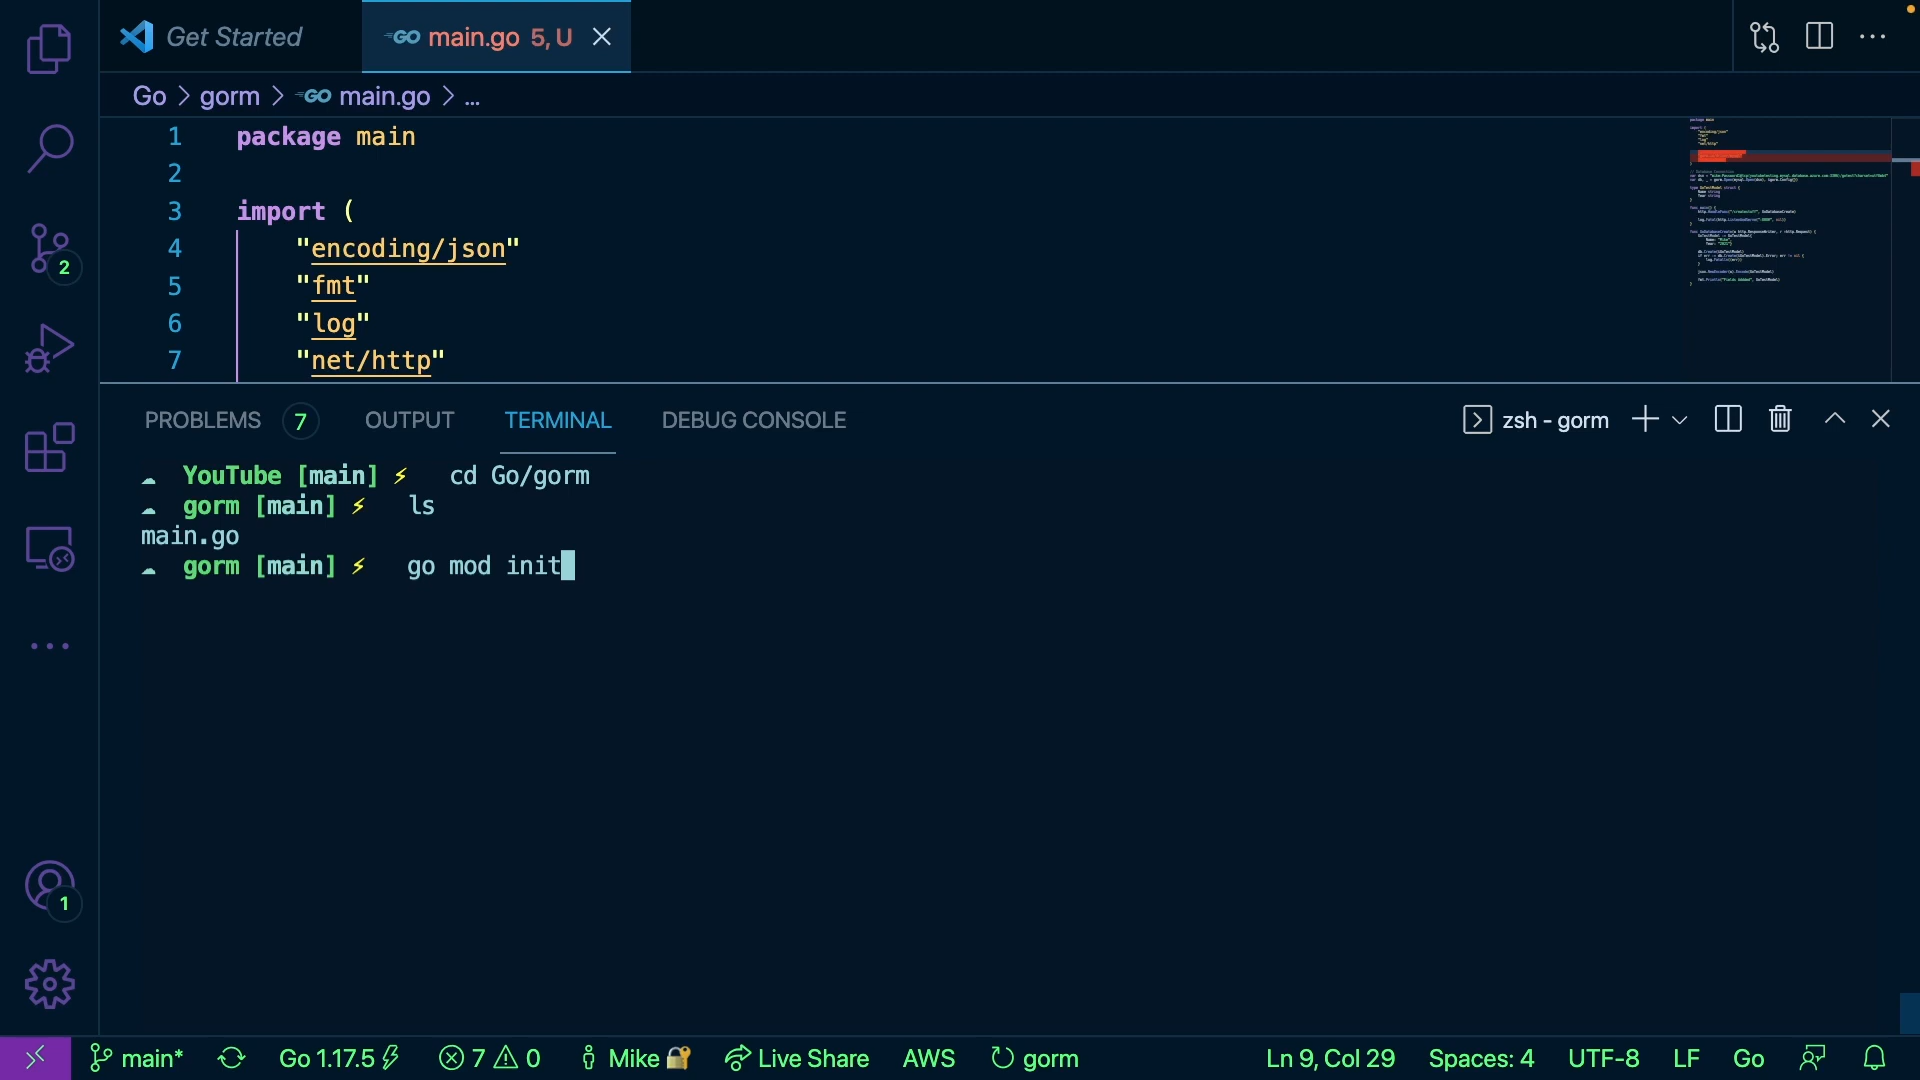 Get Started
GO main.go 5, U
Go > gorm > GO main.go > ...
1 package main
2
3 import (
4 "encoding/json"
5 "fmt"
6 "log"
7 "net/http"
2
PROBLEMS 7 OUTPUT TERMINAL DEBUG CONSOLE zsh - gorm
YouTube [main] ⚡ cd Go/gorm
gorm [main] ⚡ ls
main.go
gorm [main] ⚡ go mod init
1
main* Go 1.17.5 7 0 Mike Live Share AWS gorm Ln 9, Col 29 Spaces: 4 UTF-8 LF Go